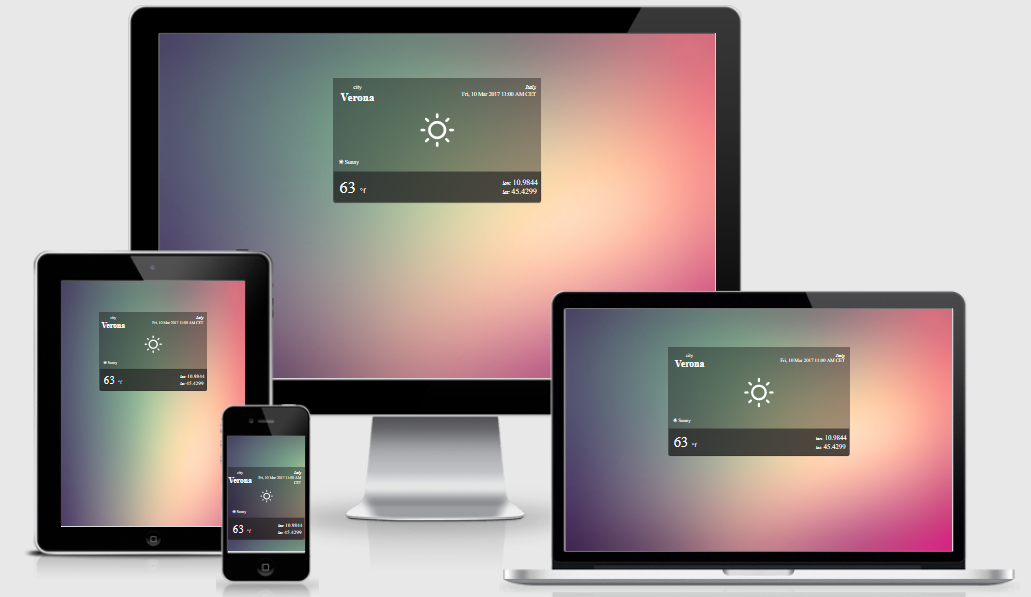 city
Italy
Verona
Fri, 10 Mar 2017 11:00 AM CET
Sunny
63 °F
lon: 10.9844
lat: 45.4299
city
Italy
Verona
Fri, 10 Mar 2017 11:00 AM CET
Sunny
63 °F
lon: 10.9844
lat: 45.4299
city
Italy
Verona
Fri, 10 Mar 2017 11:00 AM CET
Sunny
63 °F
lon: 10.9844
lat: 45.4299
city
Italy
Verona
Fri, 10 Mar 2017 11:00 AM
CET
Sunny
63 °F
lon: 10.9844
lat: 45.4299